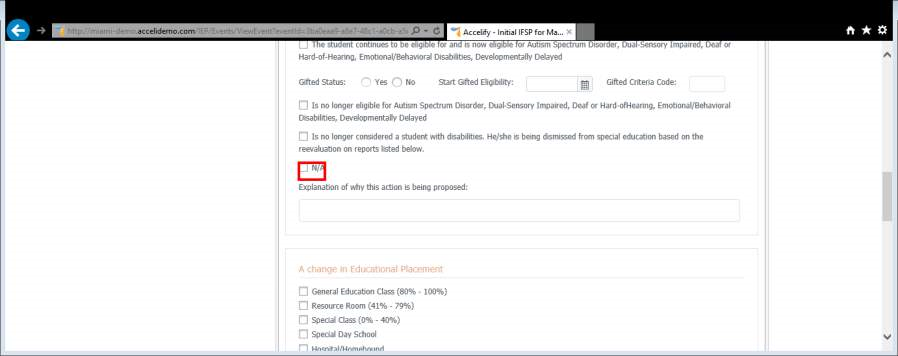 http://miami-demo.accelidemo.com/IEP/Events/ViewEvent?eventId=
Accelify - Initial IFSP for Ma... ×
The student continues to be eligible for and is now eligible for Autism Spectrum Disorder, Dual-Sensory Impaired, Deaf or
Hard-of-Hearing, Emotional/Behavioral Disabilities, Developmentally Delayed
Gifted Status: Yes No Start Gifted Eligibility: Gifted Criteria Code:
Is no longer eligible for Autism Spectrum Disorder, Dual-Sensory Impaired, Deaf or Hard-ofHearing, Emotional/Behavioral
Disabilities, Developmentally Delayed
Is no longer considered a student with disabilities. He/she is being dismissed from special education based on the
reevaluation on reports listed below.
N/A
Explanation of why this action is being proposed:
A change in Educational Placement
General Education Class (80% - 100%)
Resource Room (41% - 79%)
Special Class (0% - 40%)
Special Day School
Hospital/Homebound